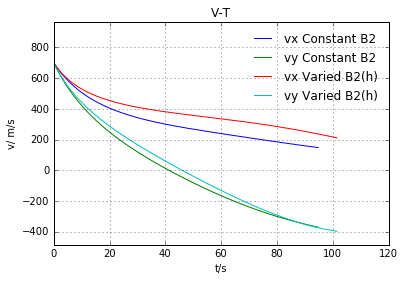 V-T
v/ m/s
800
600
400
200
0
−200
−400
vx Constant B2
vy Constant B2
vx Varied B2(h)
vy Varied B2(h)
0 20 40 60 80 100 120
t/s